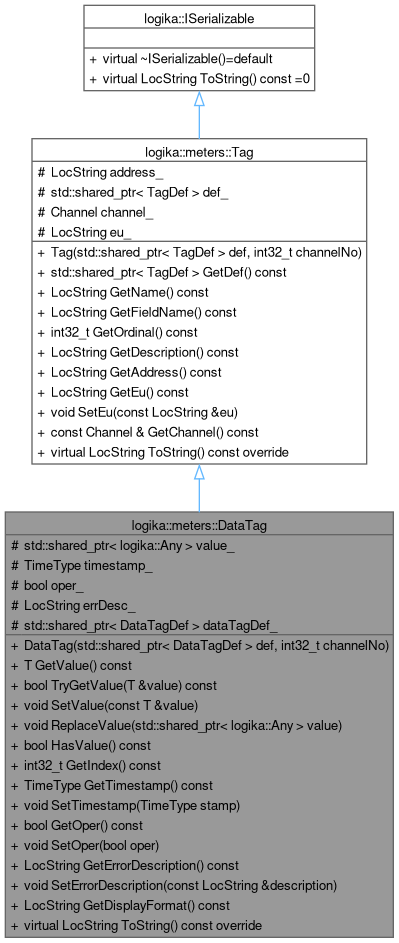 logika::ISerializable
+ virtual ~ISerializable()=default
+ virtual LocString ToString() const =0
logika::meters::Tag
# LocString address_
# std::shared_ptr< TagDef > def_
# Channel channel_
# LocString eu_
+ Tag(std::shared_ptr< TagDef > def, int32_t channelNo)
+ std::shared_ptr< TagDef > GetDef() const
+ LocString GetName() const
+ LocString GetFieldName() const
+ int32_t GetOrdinal() const
+ LocString GetDescription() const
+ LocString GetAddress() const
+ LocString GetEu() const
+ void SetEu(const LocString &eu)
+ const Channel & GetChannel() const
+ virtual LocString ToString() const override
logika::meters::DataTag
# std::shared_ptr< logika::Any > value_
# TimeType timestamp_
# bool oper_
# LocString errDesc_
# std::shared_ptr< DataTagDef > dataTagDef_
+ DataTag(std::shared_ptr< DataTagDef > def, int32_t channelNo)
+ T GetValue() const
+ bool TryGetValue(T &value) const
+ void SetValue(const T &value)
+ void ReplaceValue(std::shared_ptr< logika::Any > value)
+ bool HasValue() const
+ int32_t GetIndex() const
+ TimeType GetTimestamp() const
+ void SetTimestamp(TimeType stamp)
+ bool GetOper() const
+ void SetOper(bool oper)
+ LocString GetErrorDescription() const
+ void SetErrorDescription(const LocString &description)
+ LocString GetDisplayFormat() const
+ virtual LocString ToString() const override